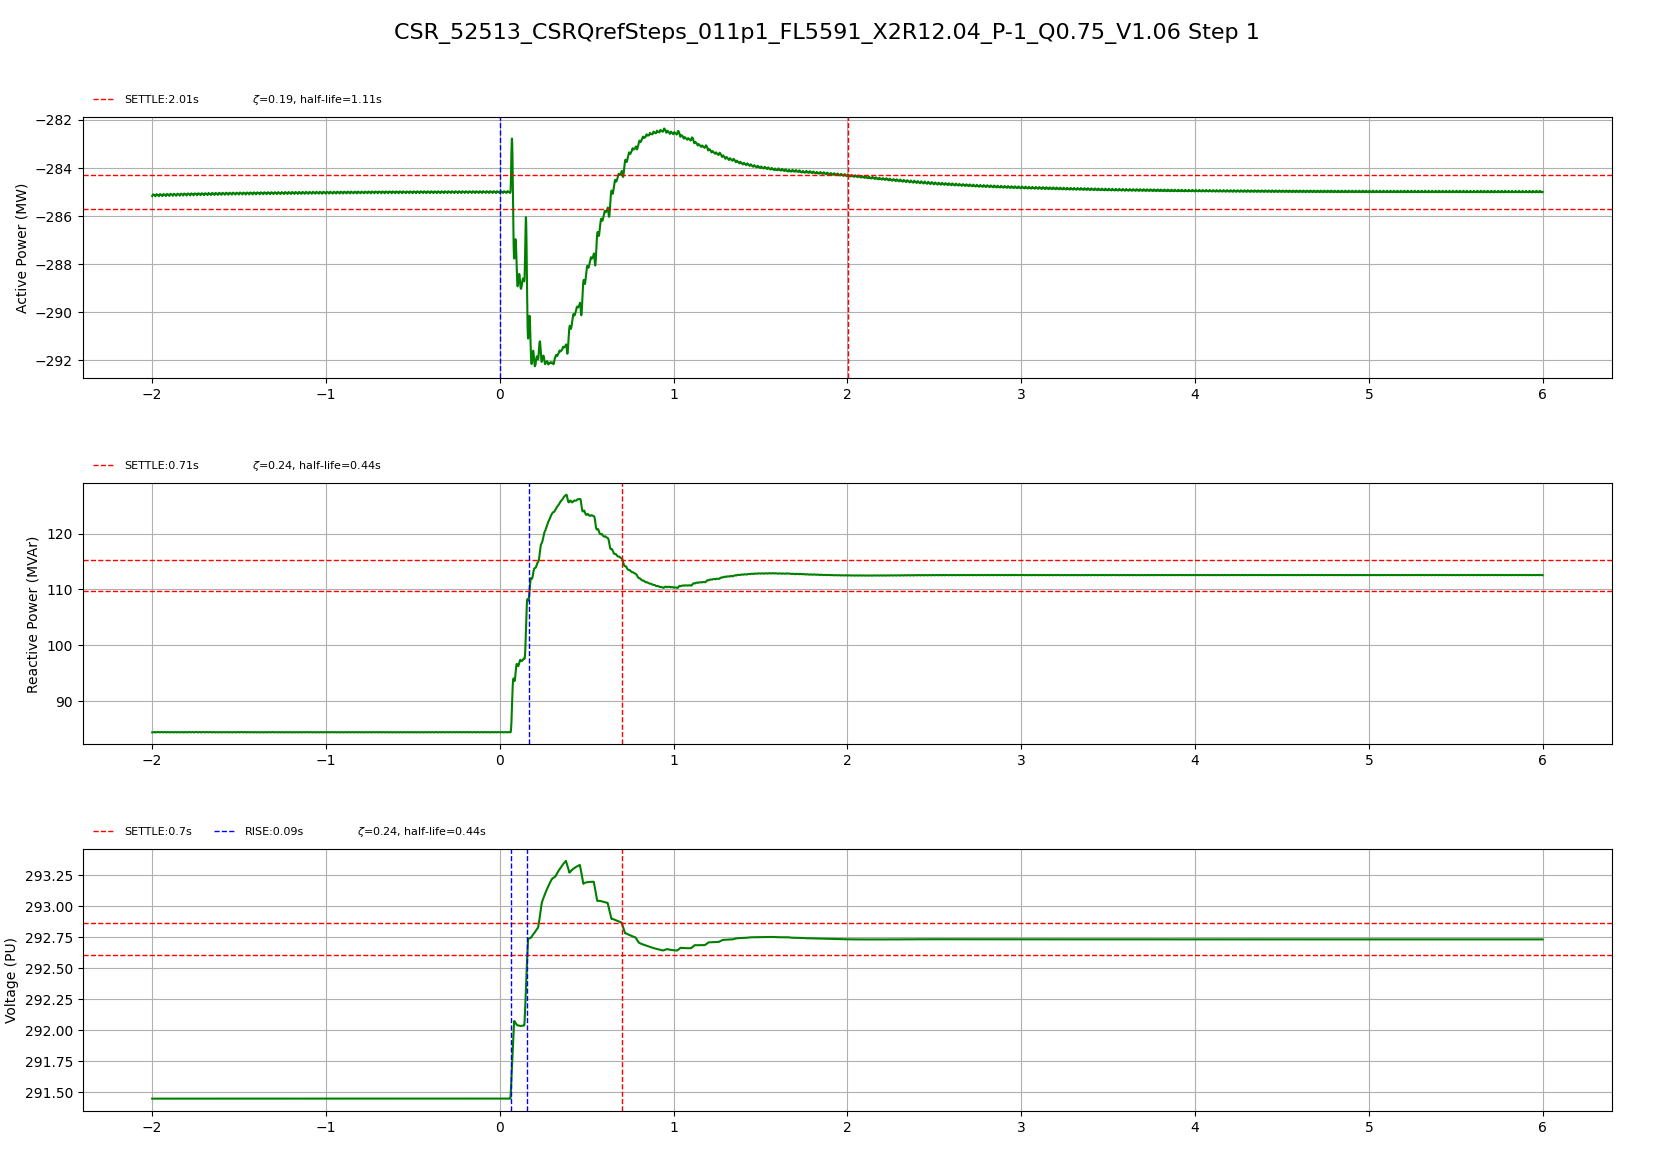 CSR_52513_CSRQrefSteps_011p1_FL5591_X2R12.04_P-1_Q0.75_V1.06 Step 1
SETTLE:2.01s ζ=0.19, half-life=1.11s
Active Power (MW)
−282
−284
−286
−288
−290
−292
−2 −1 0 1 2 3 4 5 6
SETTLE:0.71s ζ=0.24, half-life=0.44s
Reactive Power (MVAr)
120
110
100
90
−2 −1 0 1 2 3 4 5 6
SETTLE:0.7s RISE:0.09s ζ=0.24, half-life=0.44s
Voltage (PU)
293.25
293.00
292.75
292.50
292.25
292.00
291.75
291.50
−2 −1 0 1 2 3 4 5 6